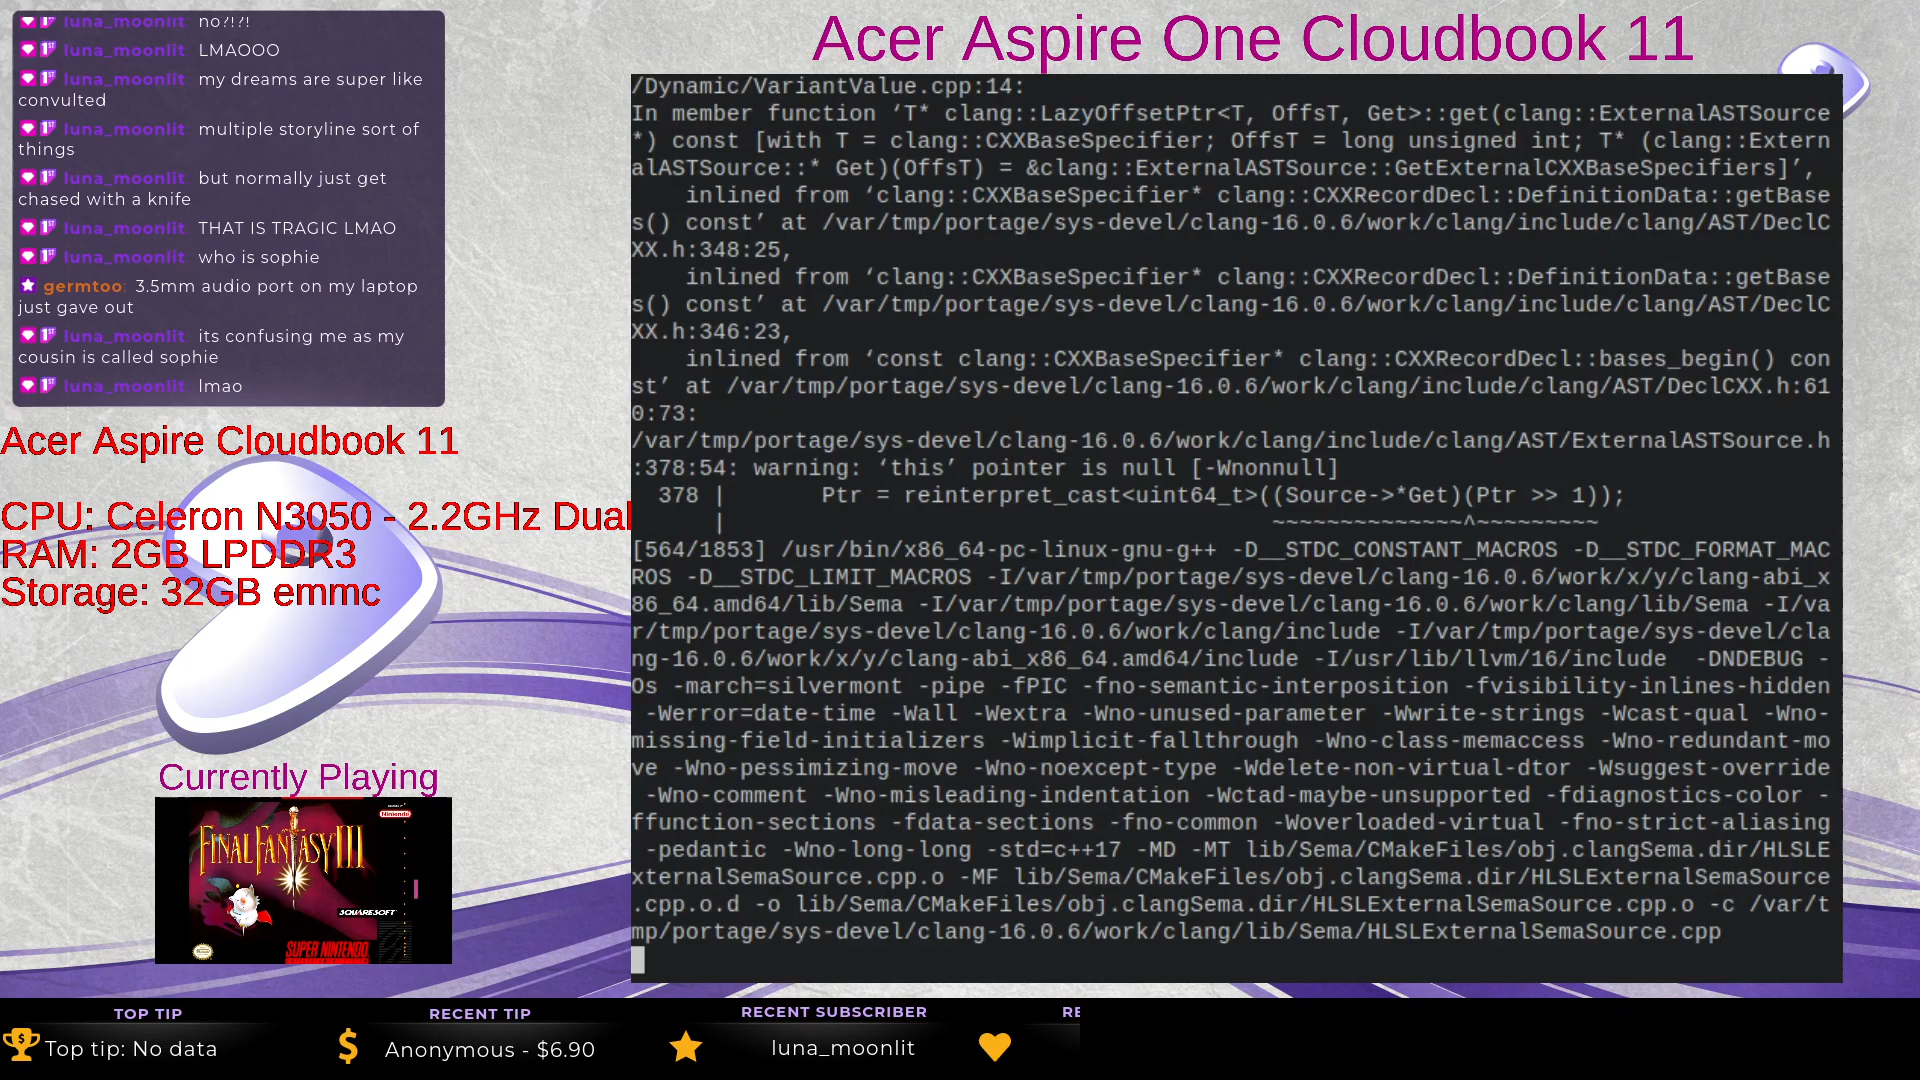 luna_moonlit: no?!?!
luna_moonlit: LMAOOO
luna_moonlit: my dreams are super like
convulted
luna_moonlit: multiple storyline sort of
things
luna_moonlit: but normally just get
chased with a knife
luna_moonlit: THAT IS TRAGIC LMAO
luna_moonlit: who is sophie
germtoo: 3.5mm audio port on my laptop
just gave out
luna_moonlit: its confusing me as my
cousin is called sophie
luna_moonlit: lmao
Acer Aspire Cloudbook 11
CPU: Celeron N3050 - 2.2GHz Dual
RAM: 2GB LPDDR3
Storage: 32GB emmc
Currently Playing
Nintendo
FINAL FANTASY III
SQUARESOFT
SUPER NINTENDO
Acer Aspire One Cloudbook 11
/Dynamic/VariantValue.cpp:14:
In member function ‘T* clang::LazyOffsetPtr<T, OffsT, Get>::get(clang::ExternalASTSource
*) const [with T = clang::CXXBaseSpecifier; OffsT = long unsigned int; T* (clang::Extern
alASTSource::* Get)(OffsT) = &clang::ExternalASTSource::GetExternalCXXBaseSpecifiers]’,
    inlined from ‘clang::CXXBaseSpecifier* clang::CXXRecordDecl::DefinitionData::getBase
s() const’ at /var/tmp/portage/sys-devel/clang-16.0.6/work/clang/include/clang/AST/DeclC
XX.h:348:25,
    inlined from ‘clang::CXXBaseSpecifier* clang::CXXRecordDecl::DefinitionData::getBase
s() const’ at /var/tmp/portage/sys-devel/clang-16.0.6/work/clang/include/clang/AST/DeclC
XX.h:346:23,
    inlined from ‘const clang::CXXBaseSpecifier* clang::CXXRecordDecl::bases_begin() con
st’ at /var/tmp/portage/sys-devel/clang-16.0.6/work/clang/include/clang/AST/DeclCXX.h:61
0:73:
/var/tmp/portage/sys-devel/clang-16.0.6/work/clang/include/clang/AST/ExternalASTSource.h
:378:54: warning: ‘this’ pointer is null [-Wnonnull]
  378 |       Ptr = reinterpret_cast<uint64_t>((Source->*Get)(Ptr >> 1));
      |                                        ~~~~~~~~~~~~~~^~~~~~~~~~
[564/1853] /usr/bin/x86_64-pc-linux-gnu-g++ -D__STDC_CONSTANT_MACROS -D__STDC_FORMAT_MAC
ROS -D__STDC_LIMIT_MACROS -I/var/tmp/portage/sys-devel/clang-16.0.6/work/x/y/clang-abi_x
86_64.amd64/lib/Sema -I/var/tmp/portage/sys-devel/clang-16.0.6/work/clang/lib/Sema -I/va
r/tmp/portage/sys-devel/clang-16.0.6/work/clang/include -I/var/tmp/portage/sys-devel/cla
ng-16.0.6/work/x/y/clang-abi_x86_64.amd64/include -I/usr/lib/llvm/16/include  -DNDEBUG -
Os -march=silvermont -pipe -fPIC -fno-semantic-interposition -fvisibility-inlines-hidden
 -Werror=date-time -Wall -Wextra -Wno-unused-parameter -Wwrite-strings -Wcast-qual -Wno-
missing-field-initializers -Wimplicit-fallthrough -Wno-class-memaccess -Wno-redundant-mo
ve -Wno-pessimizing-move -Wno-noexcept-type -Wdelete-non-virtual-dtor -Wsuggest-override
 -Wno-comment -Wno-misleading-indentation -Wctad-maybe-unsupported -fdiagnostics-color -
ffunction-sections -fdata-sections -fno-common -Woverloaded-virtual -fno-strict-aliasing
 -pedantic -Wno-long-long -std=c++17 -MD -MT lib/Sema/CMakeFiles/obj.clangSema.dir/HLSLE
xternalSemaSource.cpp.o -MF lib/Sema/CMakeFiles/obj.clangSema.dir/HLSLExternalSemaSource
.cpp.o.d -o lib/Sema/CMakeFiles/obj.clangSema.dir/HLSLExternalSemaSource.cpp.o -c /var/t
mp/portage/sys-devel/clang-16.0.6/work/clang/lib/Sema/HLSLExternalSemaSource.cpp
TOP TIP
Top tip: No data
RECENT TIP
Anonymous - $6.90
RECENT SUBSCRIBER
luna_moonlit
RE